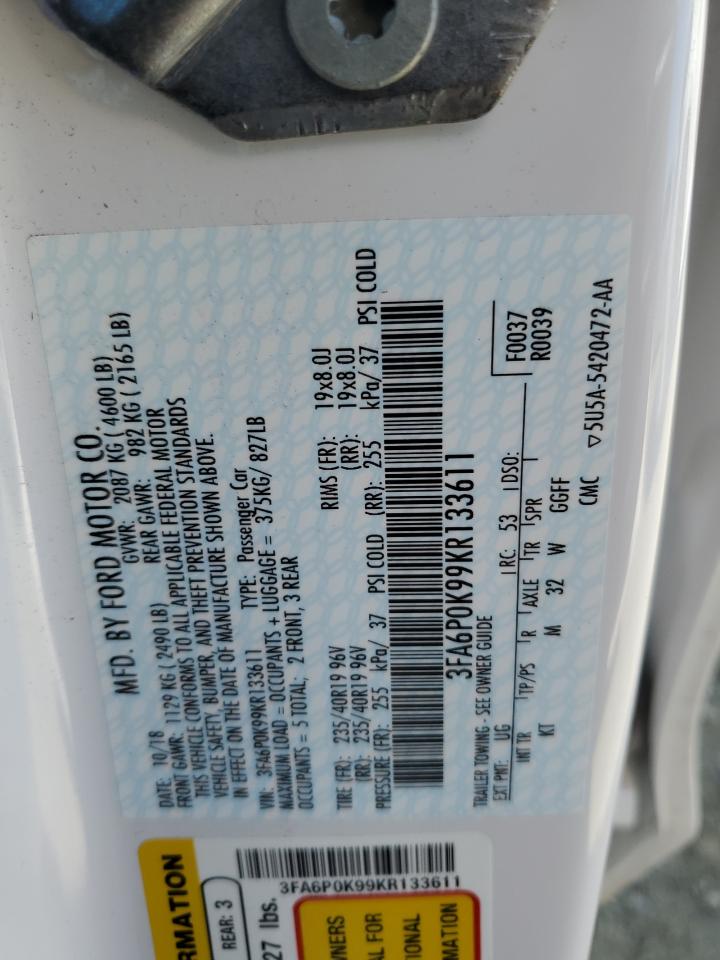 MFD. BY FORD MOTOR CO.
DATE: 10/18 GVWR: 2087 KG ( 4600 LB)
FRONT GAWR: 1129 KG ( 2490 LB) REAR GAWR: 982 KG ( 2165 LB)
THIS VEHICLE CONFORMS TO ALL APPLICABLE FEDERAL MOTOR
VEHICLE SAFETY, BUMPER, AND THEFT PREVENTION STANDARDS
IN EFFECT ON THE DATE OF MANUFACTURE SHOWN ABOVE.
VIN: 3FA6P0K99KR133611 TYPE: Passenger Car
MAXIMUM LOAD = OCCUPANTS + LUGGAGE = 375KG/ 827LB
OCCUPANTS = 5 TOTAL; 2 FRONT, 3 REAR
TIRE (FR): 235/40R19 96V RIMS (FR): 19x8.0J
(RR): 235/40R19 96V (RR): 19x8.0J
PRESSURE (FR): 255 kPa/ 37 PSI COLD (RR): 255 kPa/ 37 PSI COLD
3FA6P0K99KR133611
TRAILER TOWING - SEE OWNER GUIDE
F0037
R0039
EXT PNT: UG RC: 53 DSO:
INT TR TP/PS R AXLE TR SPR
KT M 32 W GGFF
CMC ▽5U5A-5420472-AA
RMATION
REAR: 3
27 lbs.
3FA6P0K99KR133611
WNERS
AL FOR
TIONAL
MATION